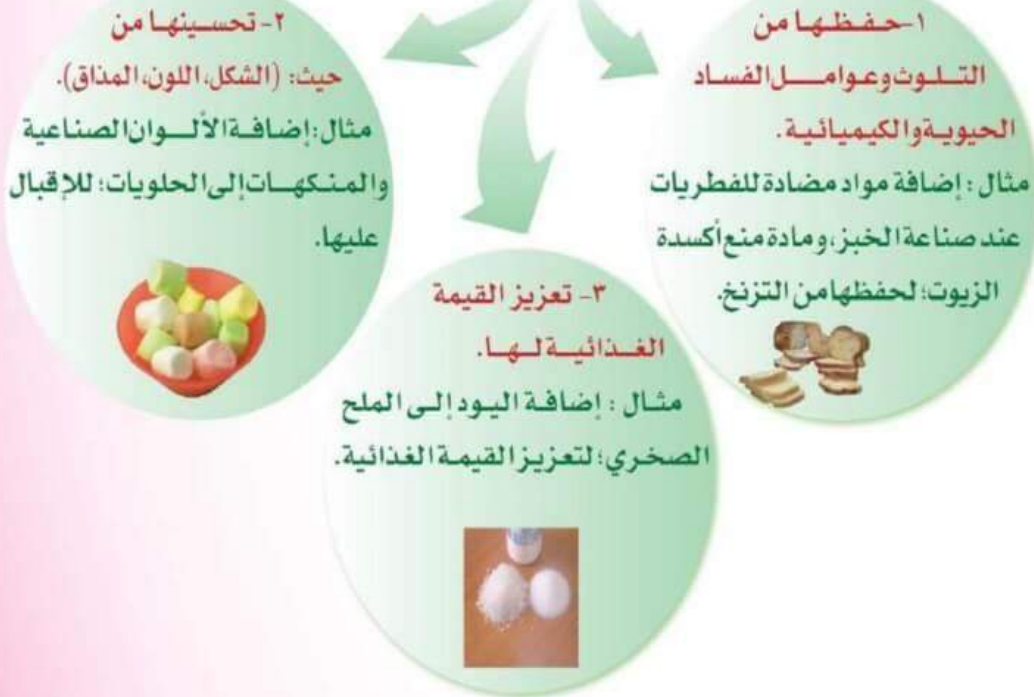 ١-حفظها من
التلوث وعوامل الفساد
الحيوية والكيميائية.
مثال : إضافة مواد مضادة للفطريات
عند صناعة الخبز، ومادة منع أكسدة
الزيوت؛ لحفظها من التزنخ.
٢- تحسينها من
حيث: (الشكل، اللون، المذاق).
مثال: إضافة الألوان الصناعية
والمنكهات إلى الحلويات؛ للإقبال
عليها.
٣- تعزيز القيمة
الغذائية لها.
مثال : إضافة اليود إلى الملح
الصخري؛ لتعزيز القيمة الغذائية.